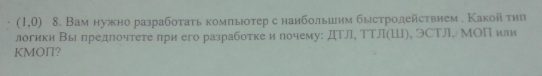 (1,0) 8. Вам нужно разработать компьютер с наибольшим быстродействием . Какой тип
логики Вы предпочтете при его разработке и почему: ДТЛ, ТТЛ(Ш), ЭСТЛ, МОП или
КМОП?